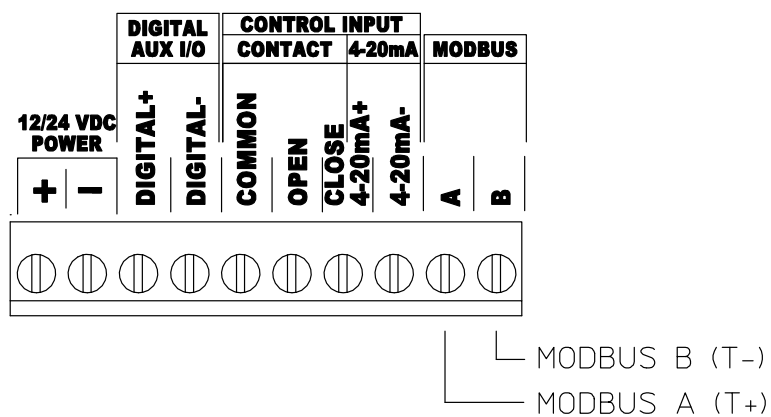 DIGITAL
AUX I/O
CONTROL INPUT
CONTACT
4-20mA
MODBUS
12/24 VDC
POWER
+
−
DIGITAL+
DIGITAL-
COMMON
OPEN
CLOSE
4-20mA+
4-20mA-
A
B
MODBUS B (T-)
MODBUS A (T+)